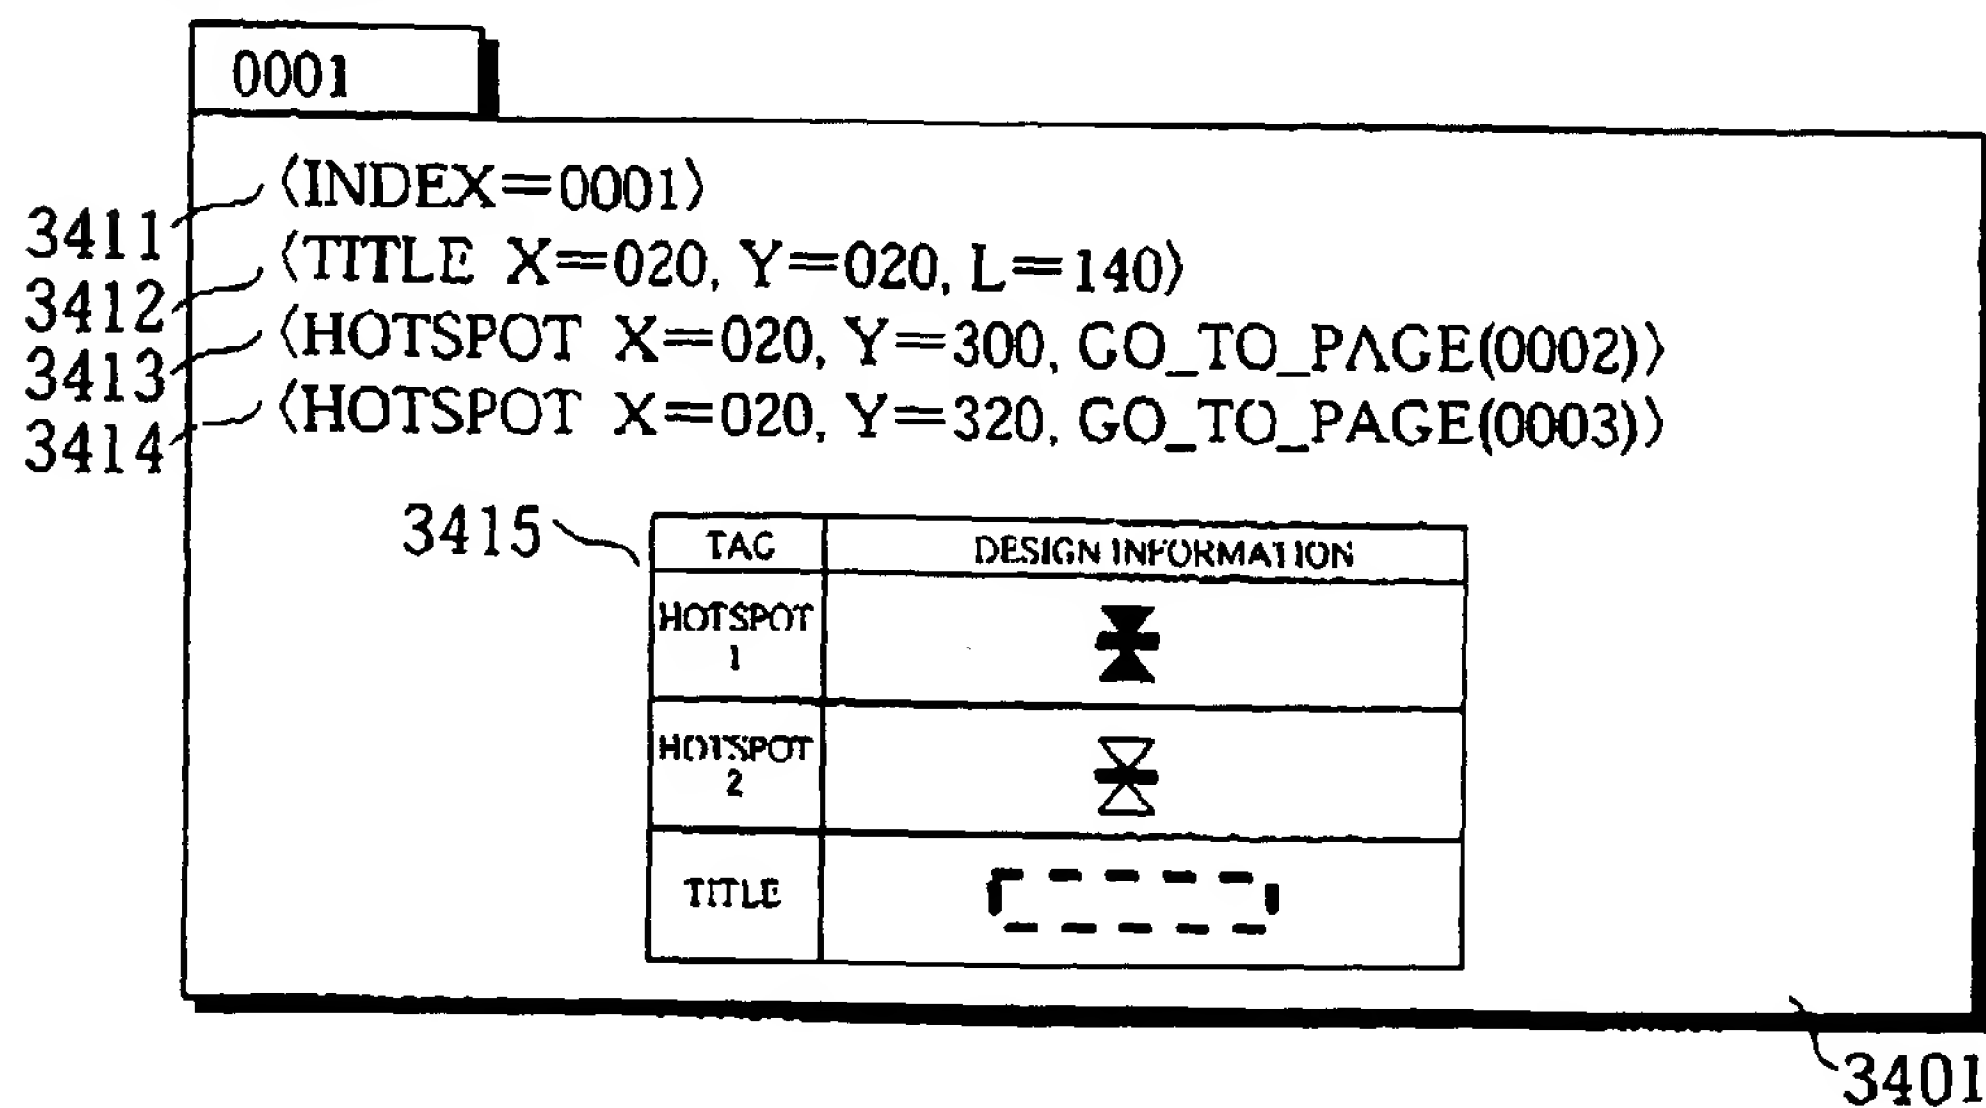 0001
3411 〈INDEX=0001〉
3412 〈TITLE X=020, Y=020, L=140〉
3413 〈HOTSPOT X=020, Y=300, GO_TO_PAGE(0002)〉
3414 〈HOTSPOT X=020, Y=320, GO_TO_PAGE(0003)〉
3415
TAG DESIGN INFORMATION
HOTSPOT
1
HOTSPOT
2
TITLE
3401